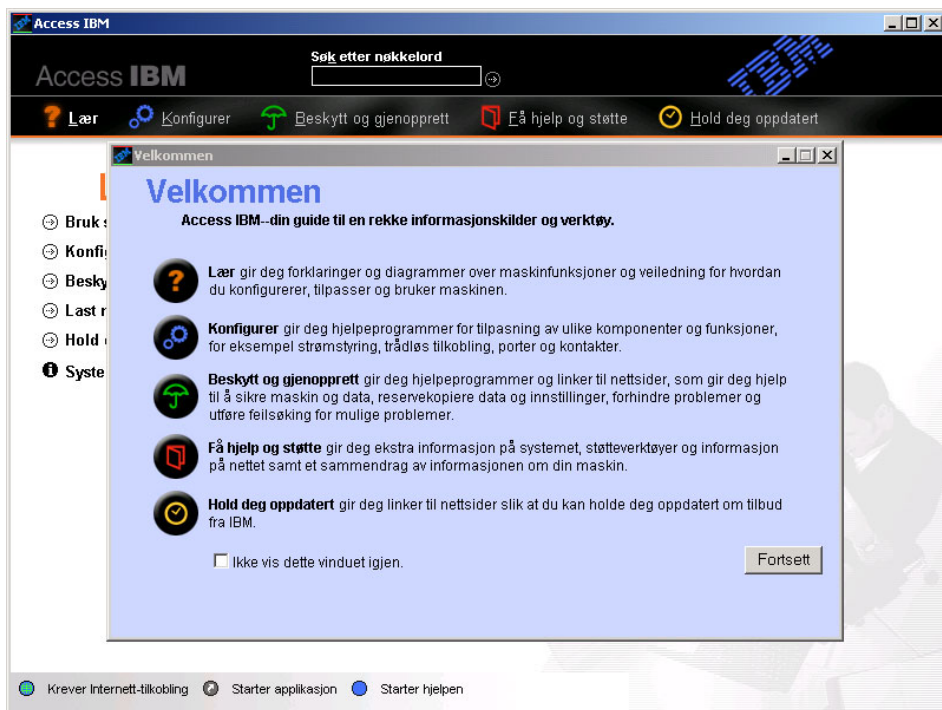 Access IBM
Søk etter nøkkelord
Access IBM
IBM
Lær Konfigurer Beskytt og gjenopprett Få hjelp og støtte Hold deg oppdatert
Velkommen
Velkommen
Access IBM--din guide til en rekke informasjonskilder og verktøy.
Bruk
Konfi
Besky
Last
Hold
Syste
Lær gir deg forklaringer og diagrammer over maskinfunksjoner og veiledning for hvordan
du konfigurerer, tilpasser og bruker maskinen.
Konfigurer gir deg hjelpeprogrammer for tilpasning av ulike komponenter og funksjoner,
for eksempel strømstyring, trådløs tilkobling, porter og kontakter.
Beskytt og gjenopprett gir deg hjelpeprogrammer og linker til nettsider, som gir deg hjelp
til å sikre maskin og data, reservekopiere data og innstillinger, forhindre problemer og
utføre feilsøking for mulige problemer.
Få hjelp og støtte gir deg ekstra informasjon på systemet, støtteverktøyer og informasjon
på nettet samt et sammendrag av informasjonen om din maskin.
Hold deg oppdatert gir deg linker til nettsider slik at du kan holde deg oppdatert om tilbud
fra IBM.
Ikke vis dette vinduet igjen.
Fortsett
Krever Internett-tilkobling Starter applikasjon Starter hjelpen